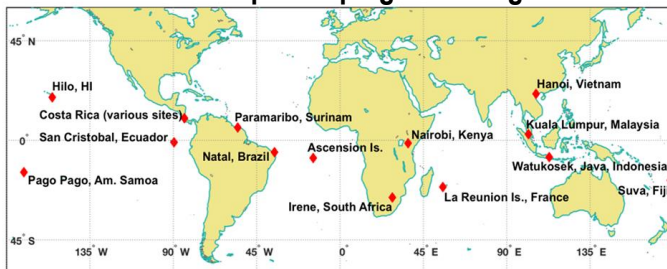 45° N
Hilo, HI
Hanoi, Vietnam
Costa Rica (various sites)
Paramaribo, Surinam
Kuala Lumpur, Malaysia
San Cristobal, Ecuador
Nairobi, Kenya
0°
Natal, Brazil
Ascension Is.
Watukosek, Java, Indonesia
Pago Pago, Am. Samoa
La Reunion Is., France
Suva, Fiji
Irene, South Africa
45° S
135° W
90° W
45° W
0°
45° E
90° E
135° E